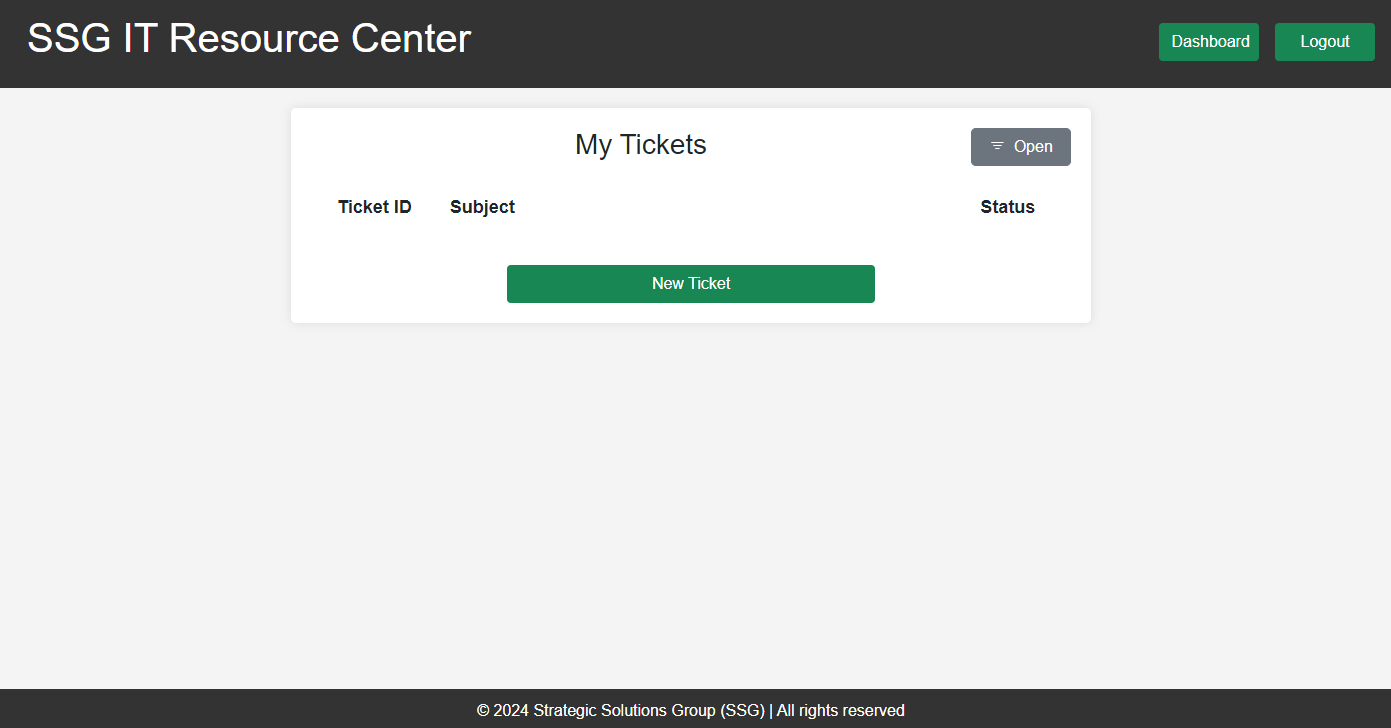 SSG IT Resource Center
Dashboard
Logout
My Tickets
Open
Ticket ID Subject Status
New Ticket
© 2024 Strategic Solutions Group (SSG) | All rights reserved